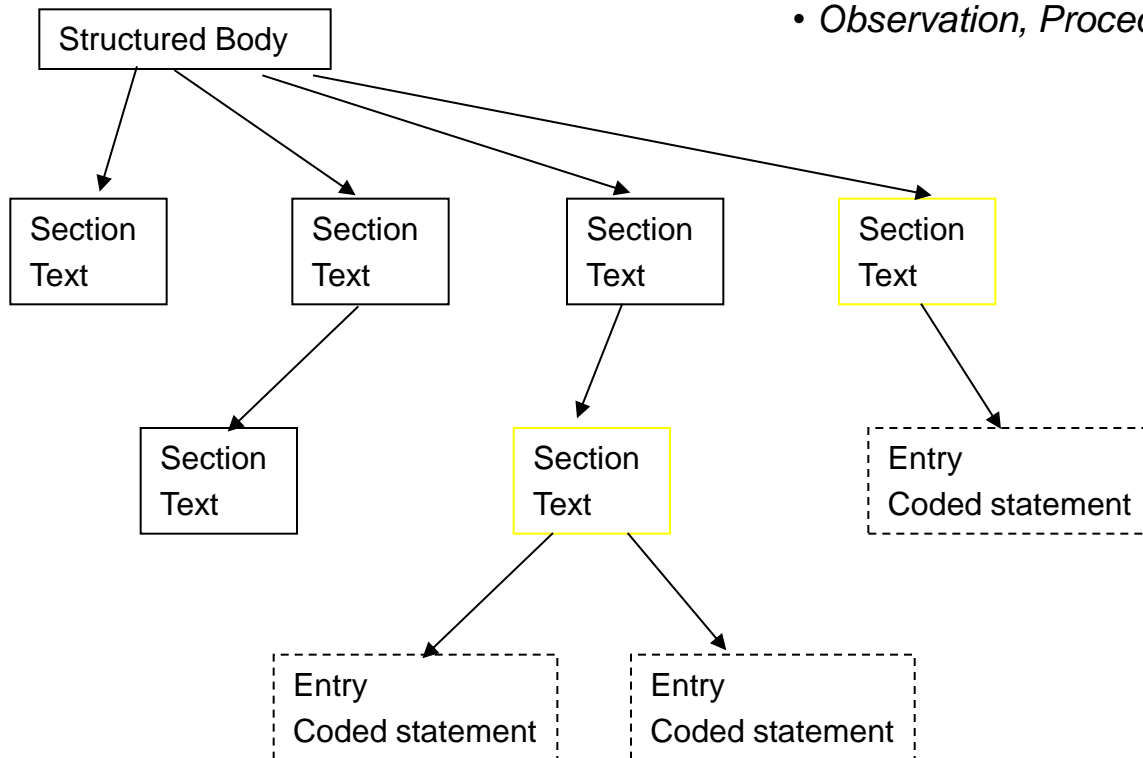 • Observation, Proced
Structured Body
Section
Text
Section
Text
Section
Text
Section
Text
Section
Text
Section
Text
Entry
Coded statement
Entry
Coded statement
Entry
Coded statement